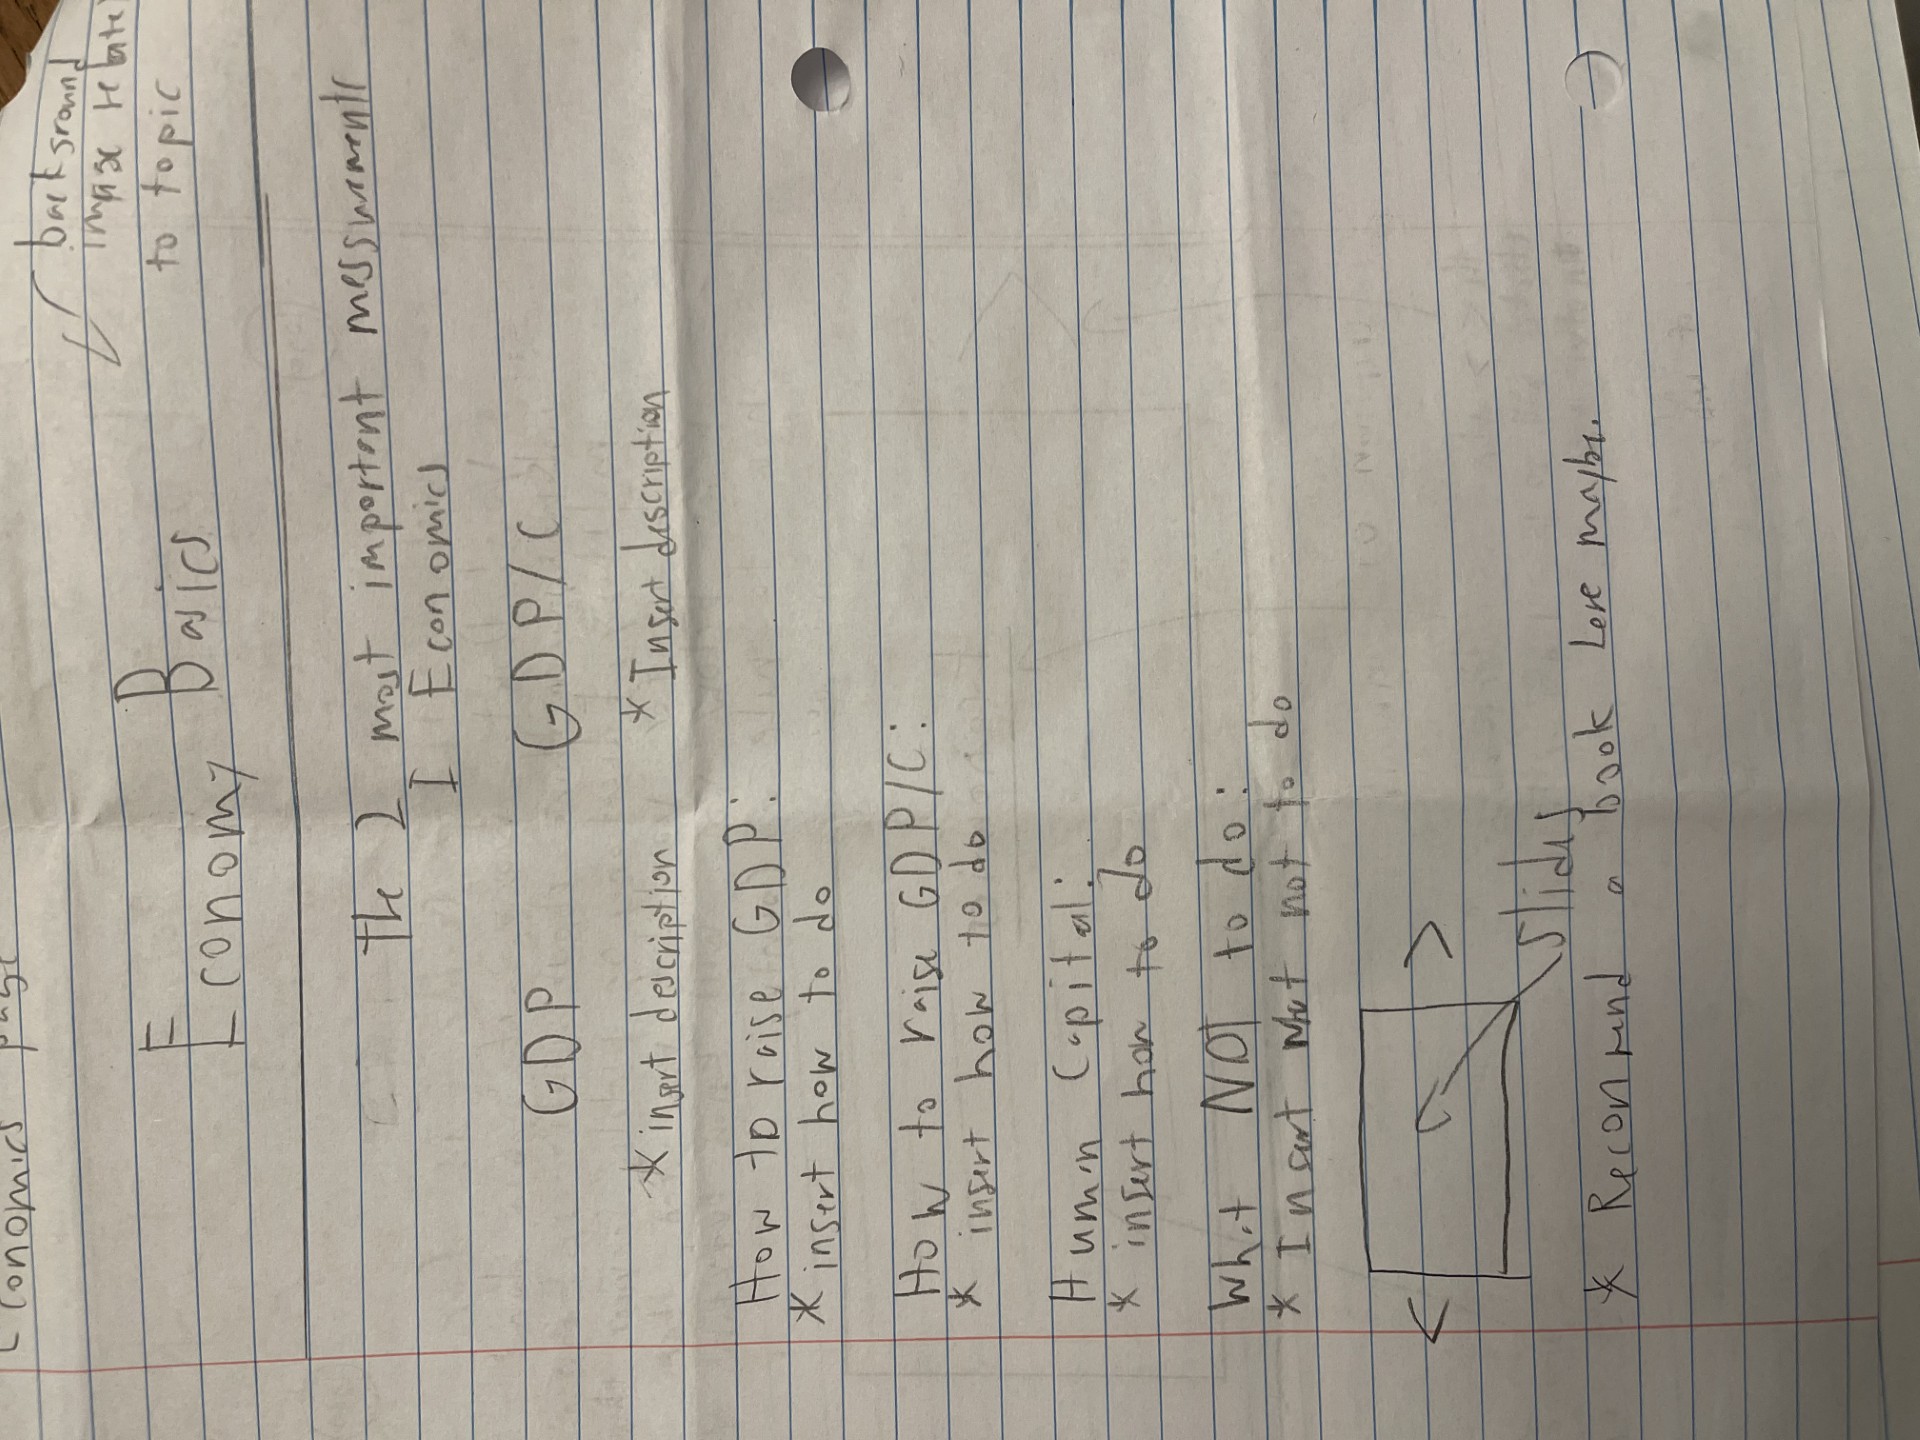 Economics page
background
image related
to topic
Economy Basics
The 2 most important messurments
I Economics
GDP GDP/C
* insert description * Insert description
How to raise GDP:
* insert how to do
How to raise GDP/C:
* insert how to do
Human Capital:
* insert how to do
What NOT to do:
* Insert what not to do
< >
slides
* Recommend a book here maybe.